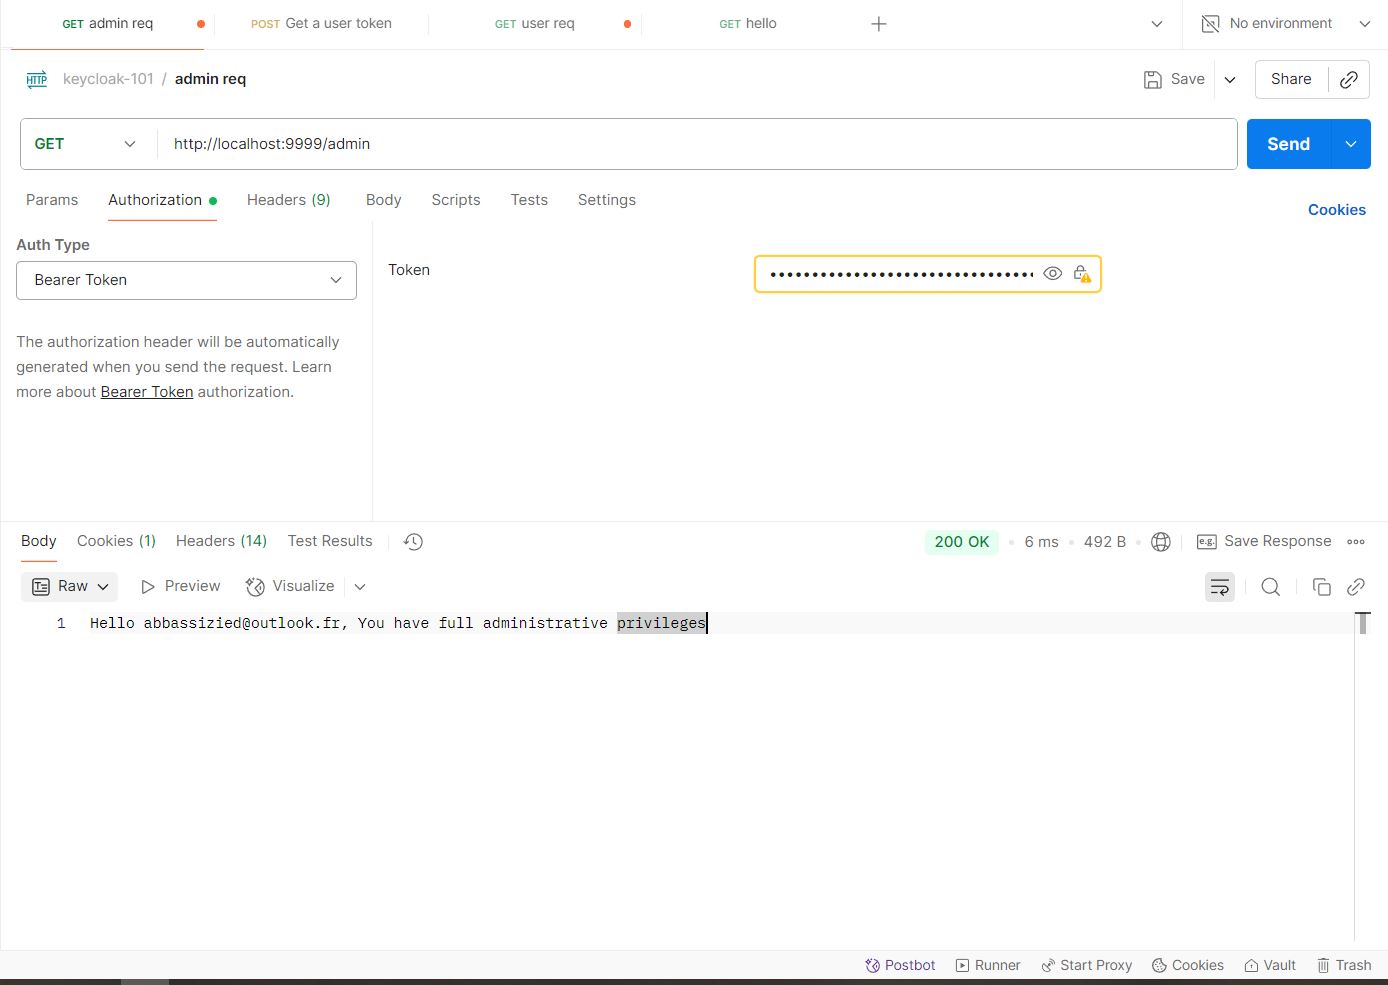 GET admin req POST Get a user token GET user req GET hello No environment
HTTP keycloak-101 / admin req Save Share
GET http://localhost:9999/admin Send
Params Authorization Headers (9) Body Scripts Tests Settings Cookies
Auth Type
Bearer Token
Token
The authorization header will be automatically
generated when you send the request. Learn
more about Bearer Token authorization.
Body Cookies (1) Headers (14) Test Results 200 OK 6 ms 492 B e.g. Save Response
Raw Preview Visualize
1 Hello abbassizied@outlook.fr, You have full administrative privileges
Postbot Runner Start Proxy Cookies Vault Trash